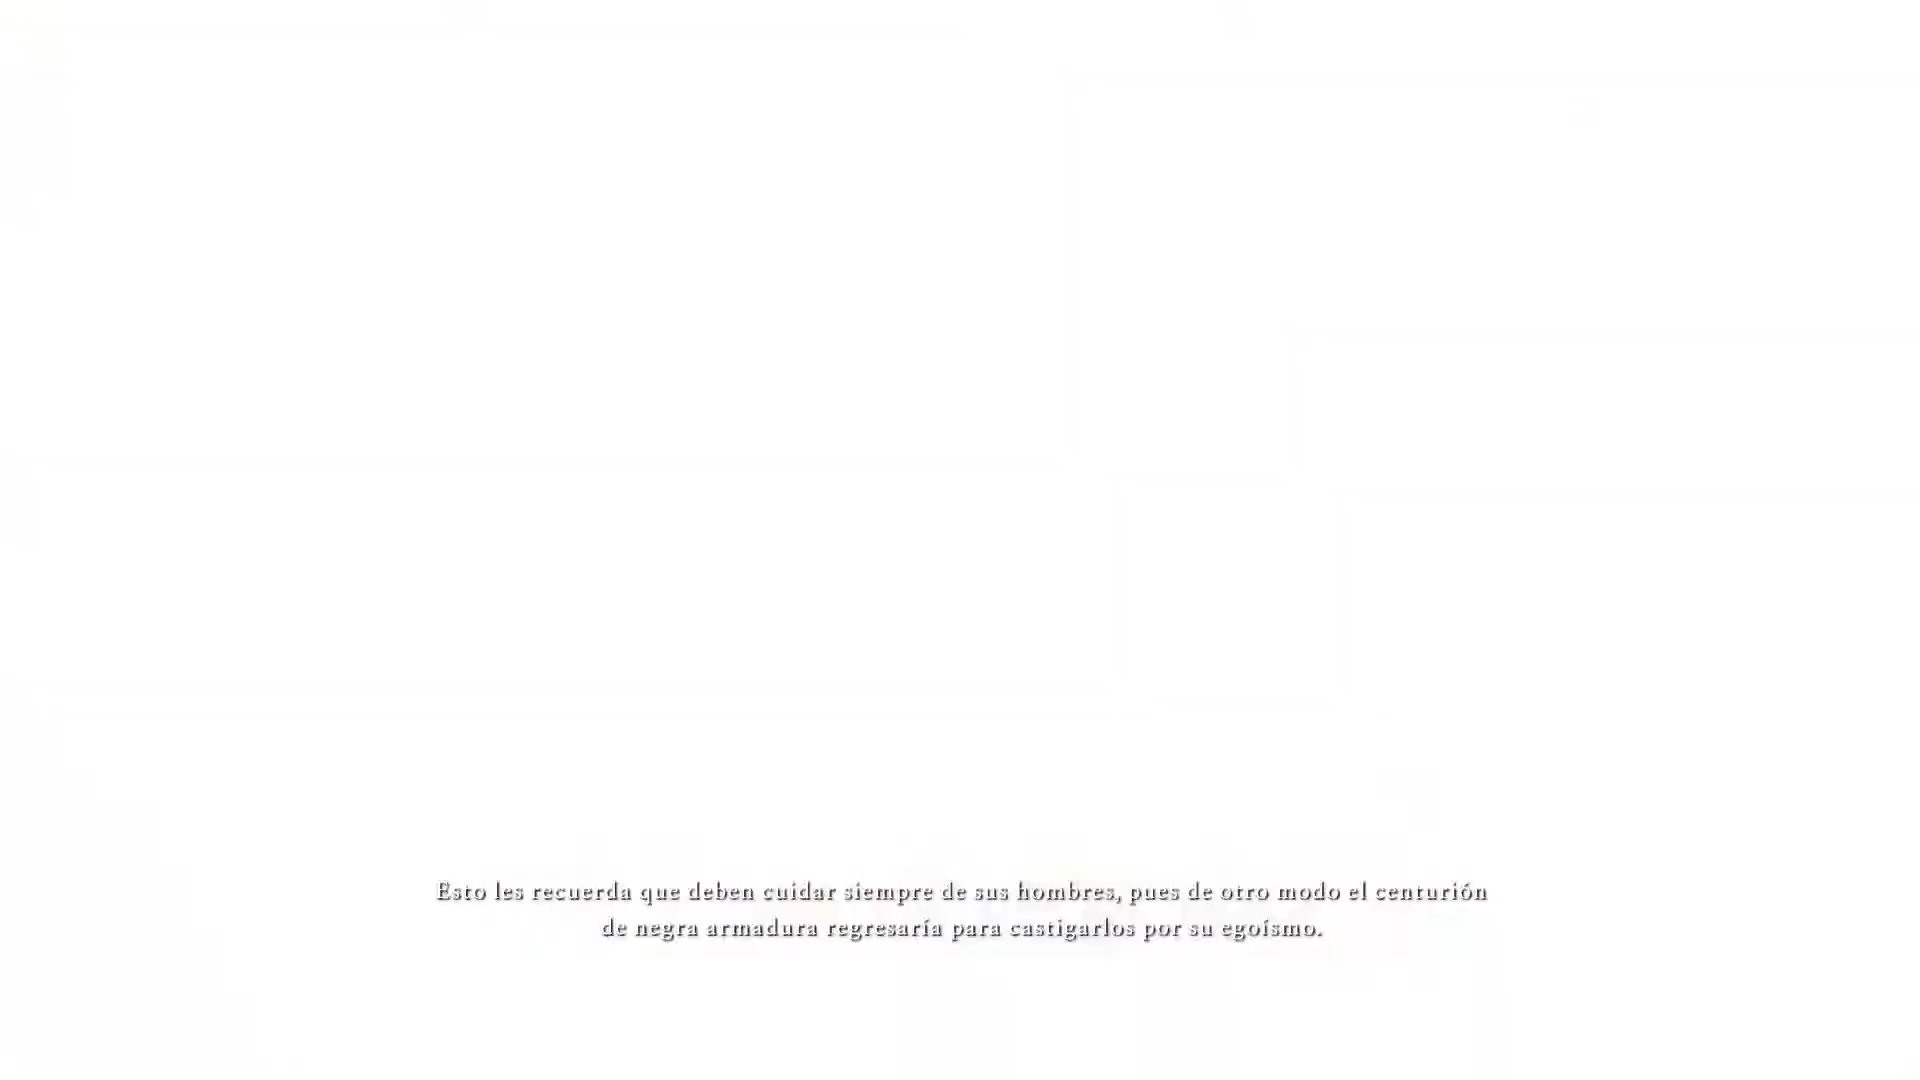 Esto les recuerda que deben cuidar siempre de sus hombres, pues de otro modo el centurión
de negra armadura regresaría para castigarlos por su egoísmo.